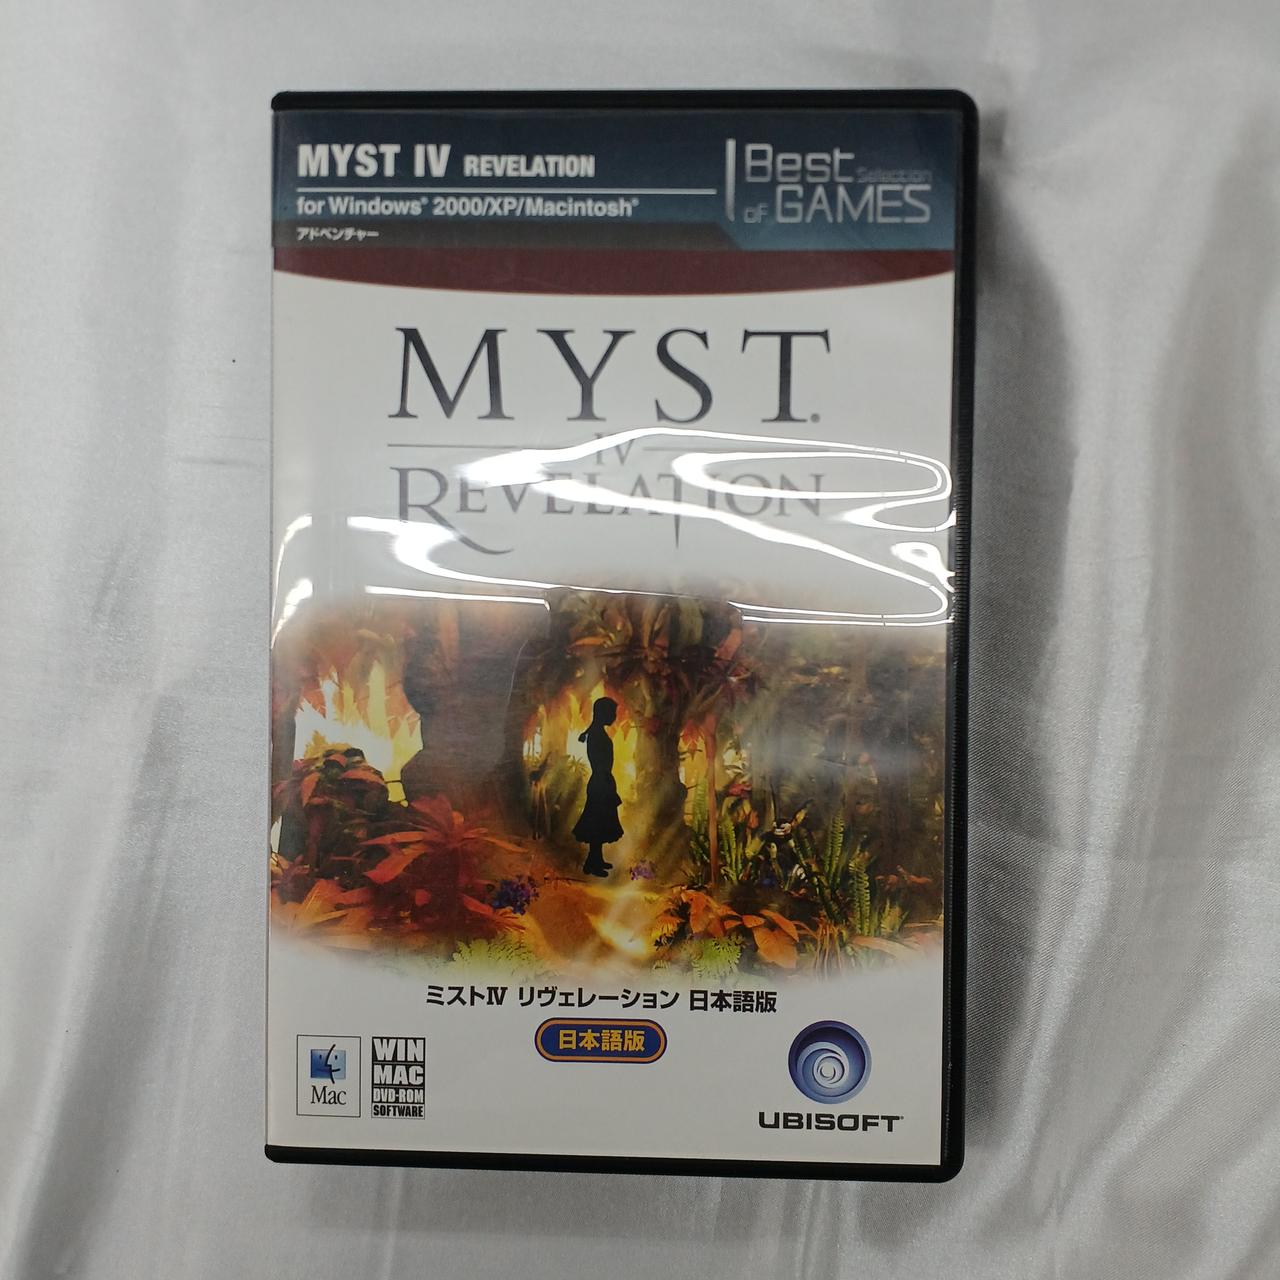 MYST IV REVELATION
for Windows® 2000/XP/Macintosh®
アドベンチャー
Best Selection
of GAMES
MYST.
IV
REVELATION
ミストⅣ リヴェレーション 日本語版
日本語版
Mac
WIN
MAC
DVD-ROM
SOFTWARE
UBISOFT